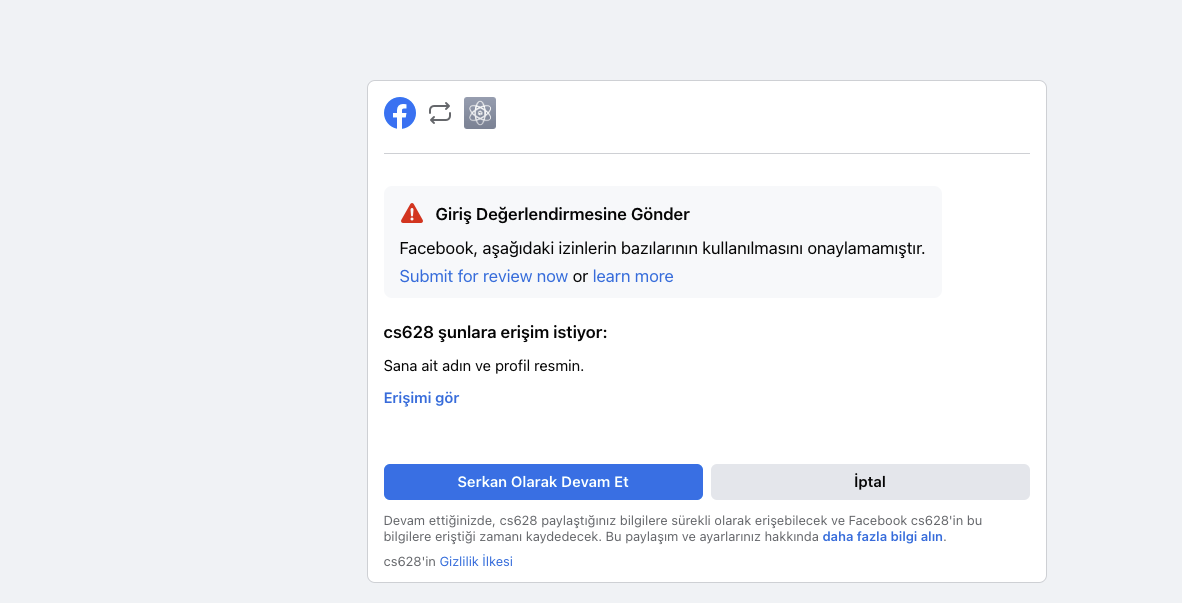 Giriş Değerlendirmesine Gönder
Facebook, aşağıdaki izinlerin bazılarının kullanılmasını onaylamamıştır.
Submit for review now or learn more
cs628 şunlara erişim istiyor:
Sana ait adın ve profil resmin.
Erişimi gör
Serkan Olarak Devam Et
İptal
Devam ettiğinizde, cs628 paylaştığınız bilgilere sürekli olarak erişebilecek ve Facebook cs628'in bu
bilgilere eriştiği zamanı kaydedecek. Bu paylaşım ve ayarlarınız hakkında daha fazla bilgi alın.
cs628'in Gizlilik İlkesi